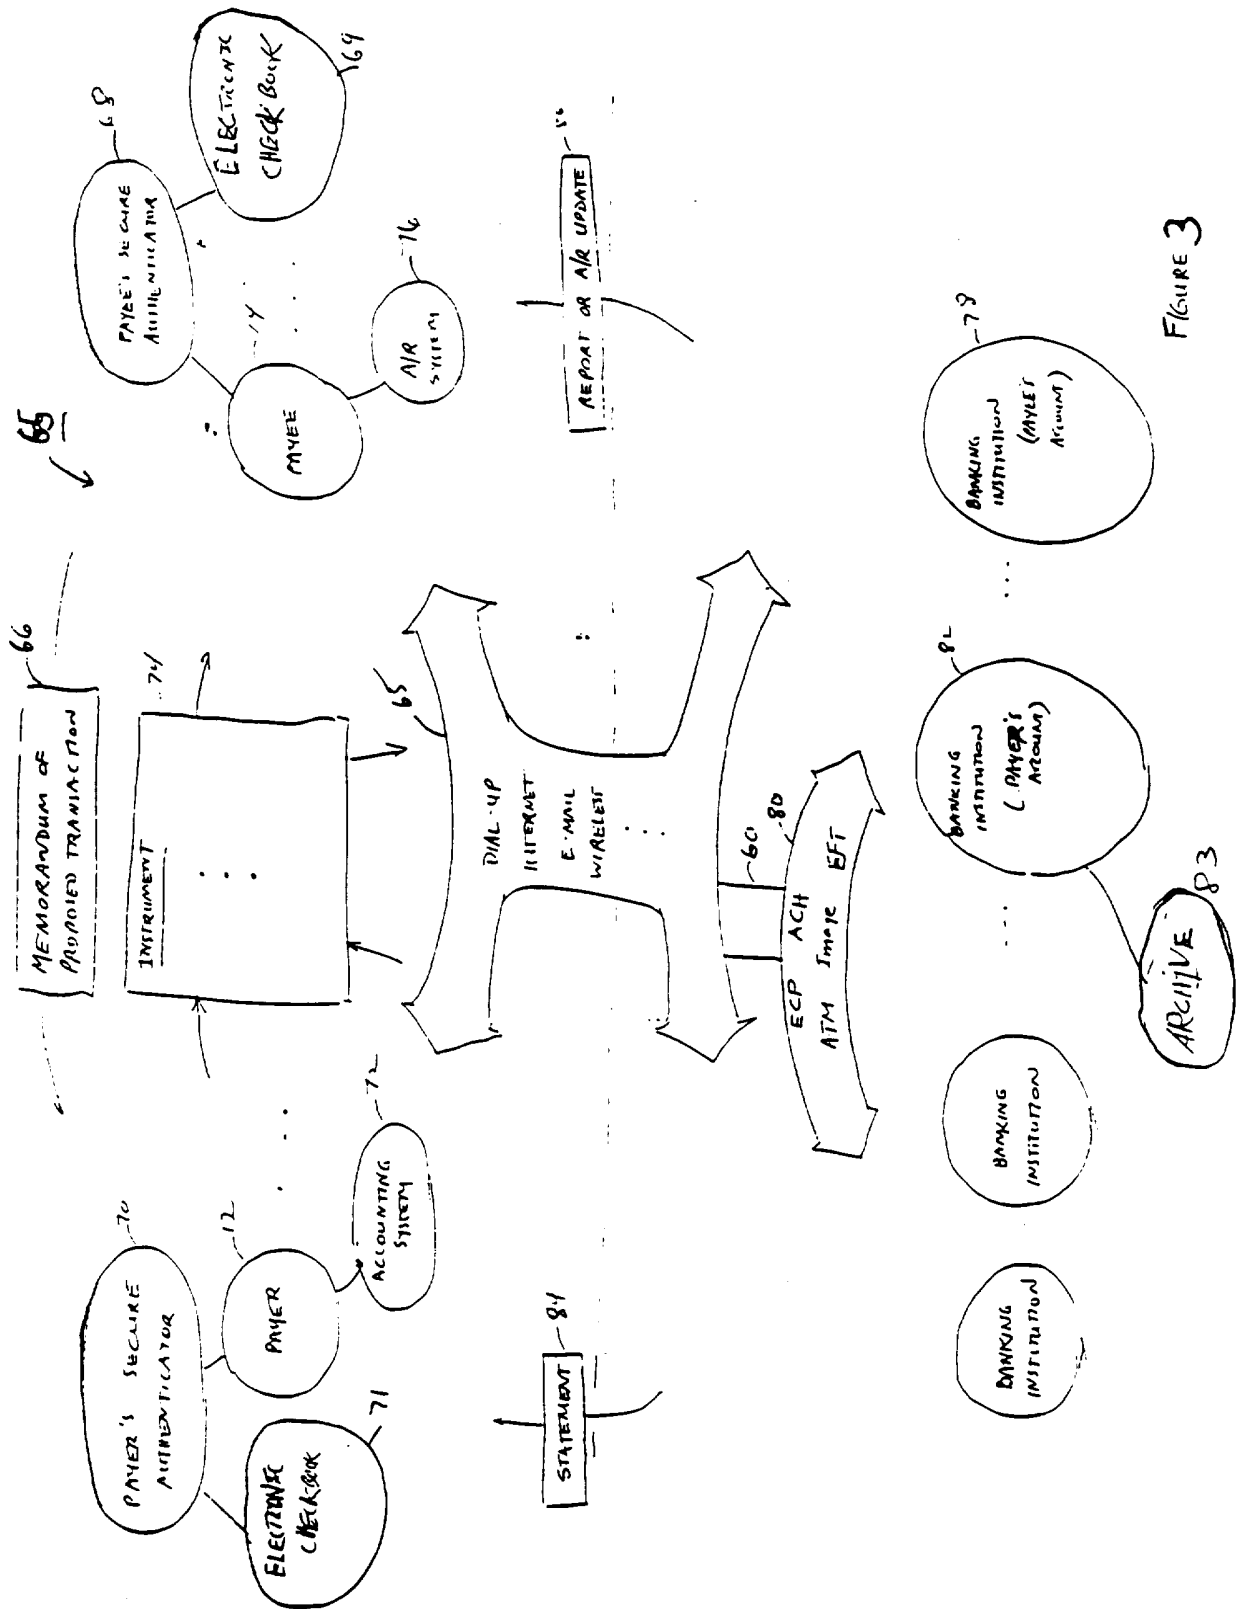 65
66
MEMORANDUM OF
PROPOSED TRANSACTION
70
PAYER'S SECURE
AUTHENTICATOR
74
INSTRUMENT
68
PAYEE'S SECURE
AUTHENTICATOR
12
PAYER
14
PAYEE
ELECTRONIC
CHECKBOOK
71
ELECTRONIC
CHECKBOOK
69
72
ACCOUNTING
SYSTEM
76
A/R
SYSTEM
65
DIAL-UP
INTERNET
E-MAIL
WIRELESS
STATEMENT
84
REPORT OR A/R UPDATE
60
80
ECP ACH
ATM Image EFT
BANKING
INSTITUTION
BANKING
INSTITUTION
82
BANKING
INSTITUTION
(PAYER'S
ACCOUNT)
78
BANKING
INSTITUTION
(PAYEE'S
ACCOUNT)
ARCHIVE
83
FIGURE 3